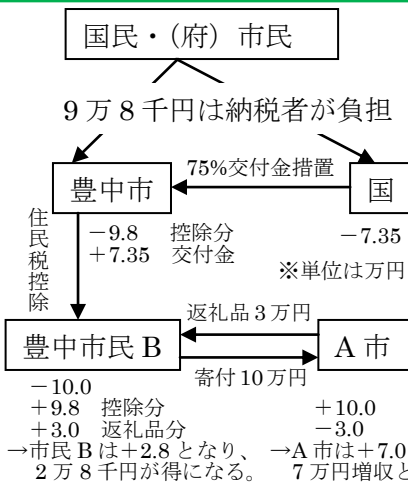 国民・（府）市民
9万8千円は納税者が負担
75%交付金措置
豊中市
国
住民税控除
－9.8 控除分
＋7.35 交付金
－7.35
※単位は万円
返礼品3万円
豊中市民B
A市
寄付10万円
－10.0
＋9.8 控除分
＋3.0 返礼品分
→市民Bは＋2.8となり、
2万8千円が得になる。
＋10.0
－3.0
→A市は＋7.0
7万円増収と